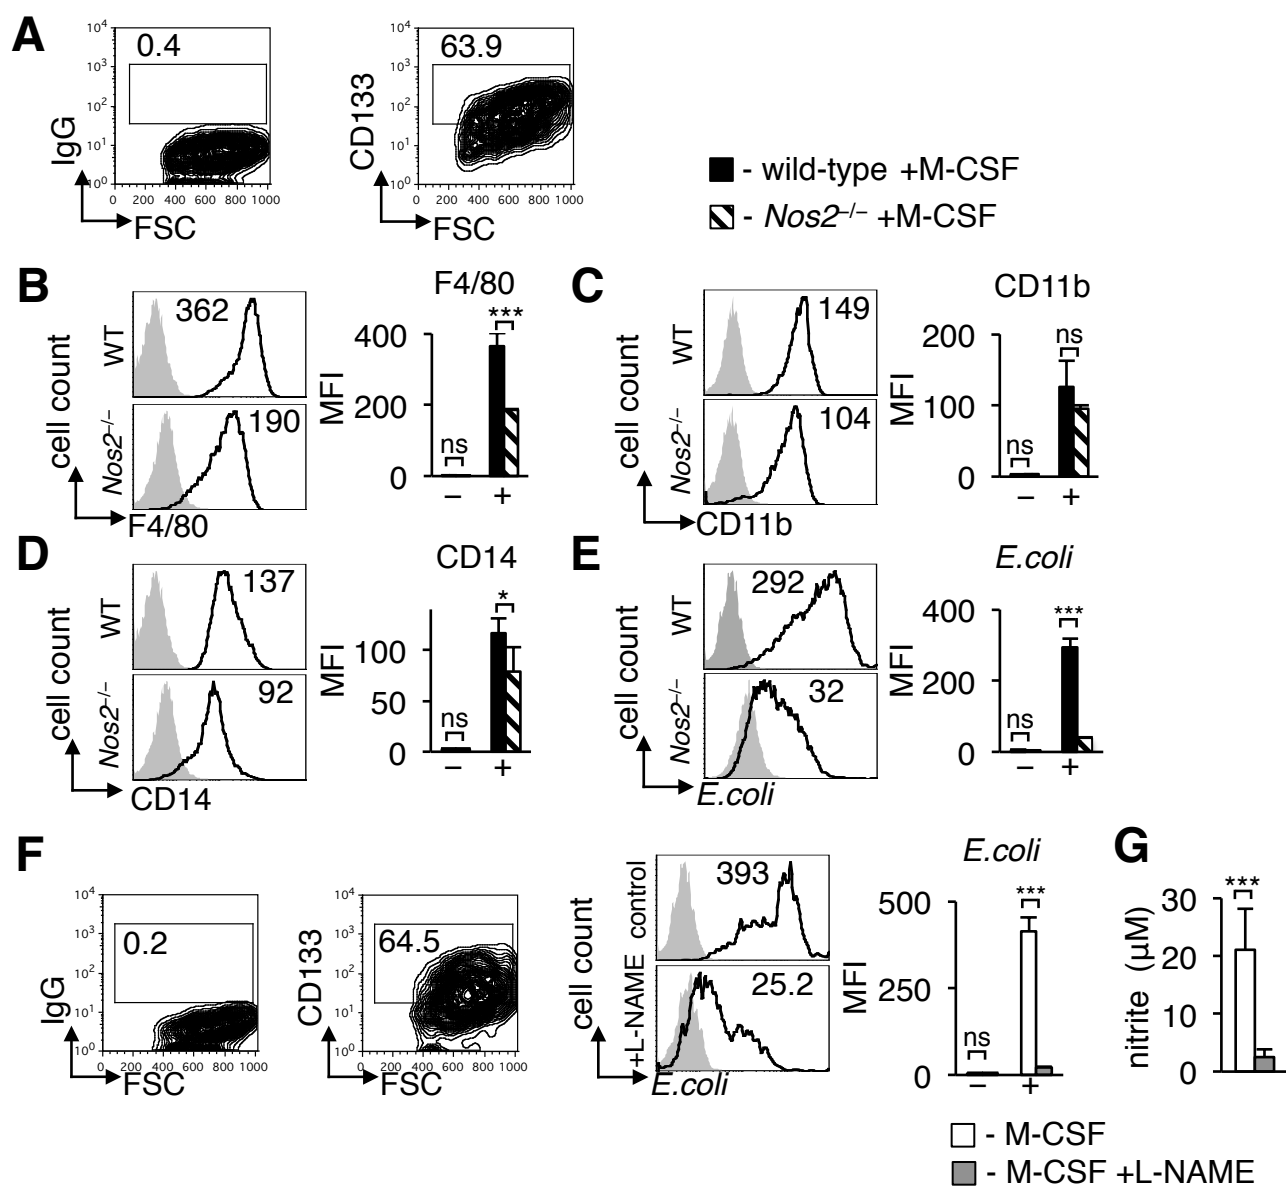 A
10⁴
10³
10²
10¹
10⁰
0.4
IgG
0 200 400 600 800 1000
FSC
10⁴
10³
10²
10¹
10⁰
63.9
CD133
0 200 400 600 800 1000
FSC
- wild-type +M-CSF
- Nos2⁻/⁻ +M-CSF
B
cell count
WT
362
Nos2⁻/⁻
190
F4/80
F4/80
MFI
400
200
0
ns
***
– +
C
cell count
WT
149
Nos2⁻/⁻
104
CD11b
CD11b
MFI
200
100
0
ns
ns
– +
D
cell count
WT
137
Nos2⁻/⁻
92
CD14
CD14
MFI
100
50
0
ns
*
– +
E
cell count
WT
292
Nos2⁻/⁻
32
E.coli
E.coli
MFI
400
200
0
ns
***
– +
F
10⁴
10³
10²
10¹
10⁰
0.2
IgG
0 200 400 600 800 1000
FSC
10⁴
10³
10²
10¹
10⁰
64.5
CD133
0 200 400 600 800 1000
FSC
cell count
control
393
+L-NAME
25.2
E.coli
E.coli
MFI
500
250
0
ns
***
– +
G
nitrite (μM)
30
20
10
0
***
- M-CSF
- M-CSF +L-NAME